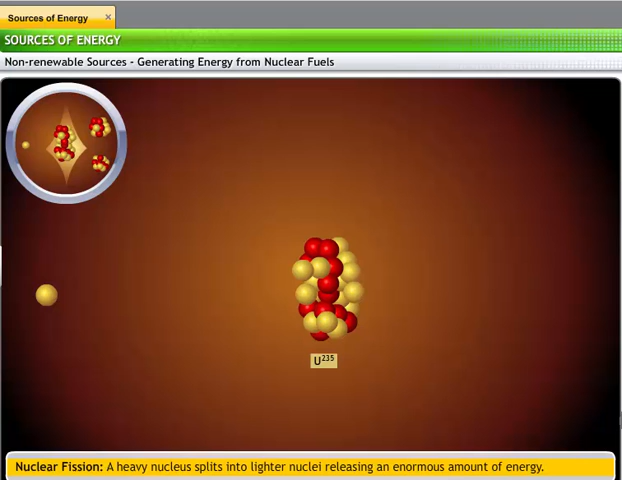 Sources of Energy
SOURCES OF ENERGY
Non-renewable Sources - Generating Energy from Nuclear Fuels
U²³⁵
Nuclear Fission: A heavy nucleus splits into lighter nuclei releasing an enormous amount of energy.